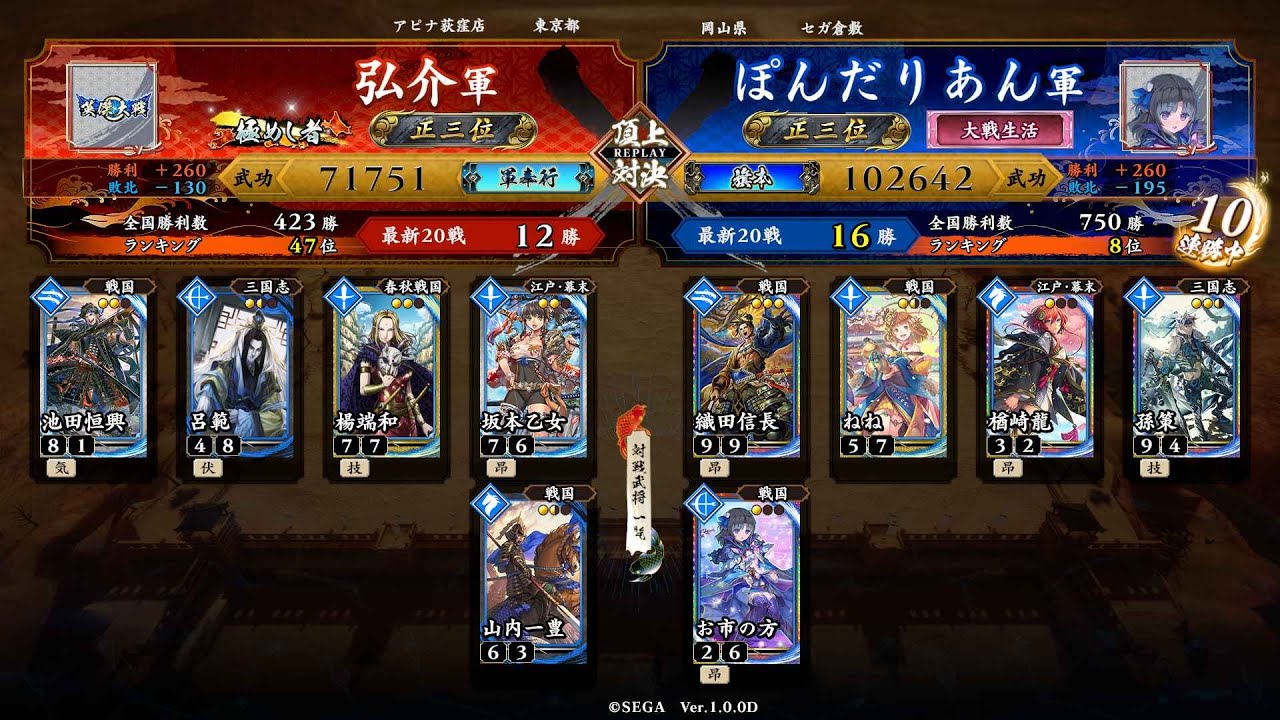 アピナ荻窪店 東京都
岡山県 セガ倉敷
弘介軍
ぽんだりあん軍
英傑大戦
極めし者
正三位
正三位
大戦生活
頂上
REPLAY
対決
勝利 +260
敗北 -130
武功 71751
軍奉行
旗本
102642 武功
勝利 +260
敗北 -195
全国勝利数 423勝
ランキング 47位
最新20戦 12勝
最新20戦 16勝
全国勝利数 750勝
ランキング 8位
10
連勝中
戦国
池田恒興
8 1
気
三国志
呂範
4 8
伏
春秋戦国
楊端和
7 7
技
江戸・幕末
坂本乙女
7 6
昂
戦国
織田信長
9 9
昂
戦国
ねね
5 7
江戸・幕末
楢崎龍
3 2
昂
三国志
孫策
9 4
技
対戦武将一覧
戦国
山内一豊
6 3
戦国
お市の方
2 6
昂
©SEGA Ver.1.0.0D